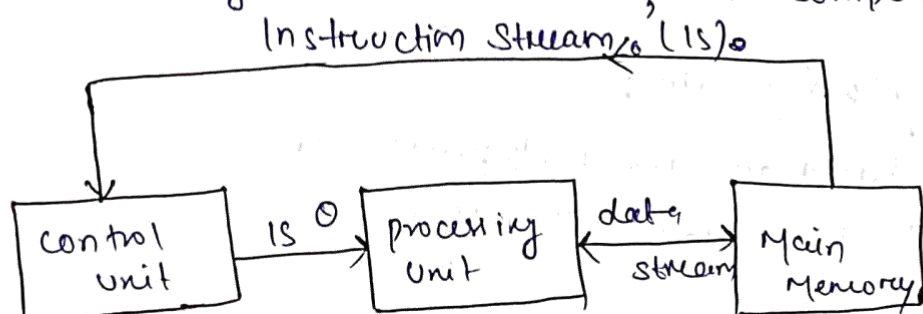 Instruction Stream (IS).
control
unit
IS
processing
unit
data
stream
Main
Memory